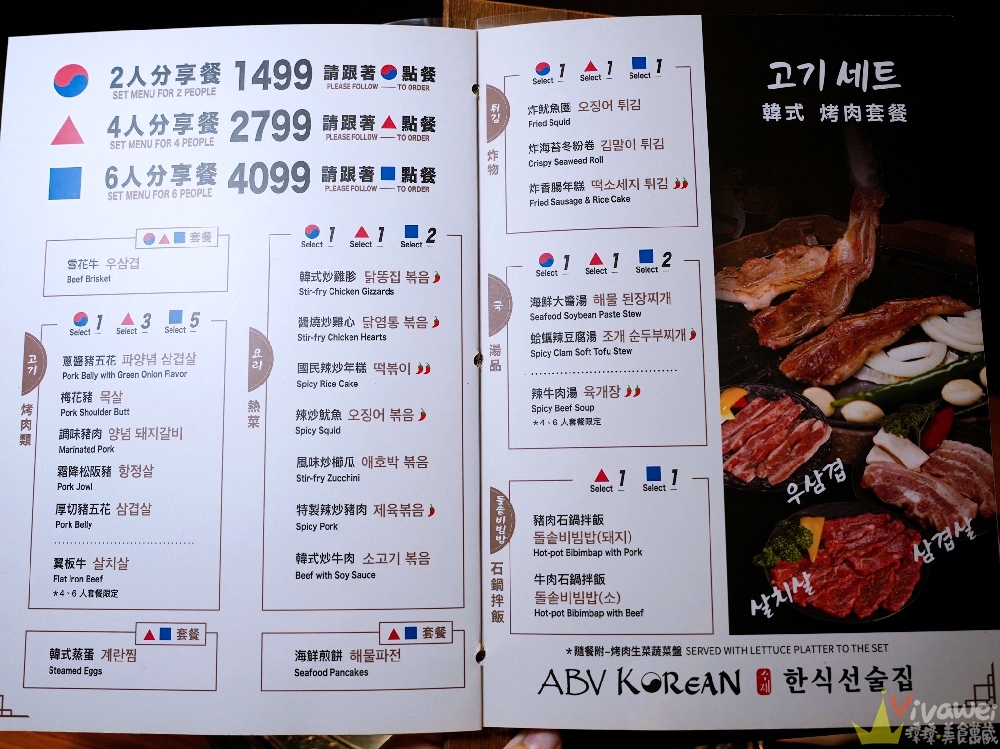 2人分享餐 1499 請跟著 點餐
SET MENU FOR 2 PEOPLE PLEASE FOLLOW —— TO ORDER
4人分享餐 2799 請跟著 點餐
SET MENU FOR 4 PEOPLE PLEASE FOLLOW —— TO ORDER
6人分享餐 4099 請跟著 點餐
SET MENU FOR 6 PEOPLE PLEASE FOLLOW —— TO ORDER
套餐
雪花牛 우삼겹
Beef Brisket
고기
烤肉類
Select 1 Select 3 Select 5
蔥醬豬五花 파양념 삼겹살
Pork Belly with Green Onion Flavor
梅花豬 목살
Pork Shoulder Butt
調味豬肉 양념 돼지갈비
Marinated Pork
霜降松阪豬 항정살
Pork Jowl
厚切豬五花 삼겹살
Pork Belly
翼板牛 살치살
Flat Iron Beef
*4、6 人套餐限定
套餐
韓式蒸蛋 계란찜
Steamed Eggs
요리
熱菜
Select 1 Select 1 Select 2
韓式炒雞胗 닭똥집 볶음
Stir-fry Chicken Gizzards
醬燒炒雞心 닭염통 볶음
Stir-fry Chicken Hearts
國民辣炒年糕 떡볶이
Spicy Rice Cake
辣炒魷魚 오징어 볶음
Spicy Squid
風味炒櫛瓜 애호박 볶음
Stir-fry Zucchini
特製辣炒豬肉 제육볶음
Spicy Pork
韓式炒牛肉 소고기 볶음
Beef with Soy Sauce
套餐
海鮮煎餅 해물파전
Seafood Pancakes
튀김
炸物
Select 1 Select 1 Select 1
炸魷魚圈 오징어 튀김
Fried Squid
炸海苔冬粉卷 김말이 튀김
Crispy Seaweed Roll
炸香腸年糕 떡소세지 튀김
Fried Sausage & Rice Cake
국
湯品
Select 1 Select 1 Select 2
海鮮大醬湯 해물 된장찌개
Seafood Soybean Paste Stew
蛤蠣辣豆腐湯 조개 순두부찌개
Spicy Clam Soft Tofu Stew
辣牛肉湯 육개장
Spicy Beef Soup
*4、6 人套餐限定
돌솥비빔밥
石鍋拌飯
Select 1 Select 1
豬肉石鍋拌飯
돌솥비빔밥(돼지)
Hot-pot Bibimbap with Pork
牛肉石鍋拌飯
돌솥비빔밥(소)
Hot-pot Bibimbap with Beef
고기 세트
韓式 烤肉套餐
우삼겹
삼겹살
살치살
*隨餐附–烤肉生菜蔬菜盤 SERVED WITH LETTUCE PLATTER TO THE SET
ABV KOREAN 수제 한식선술집
Vivawei